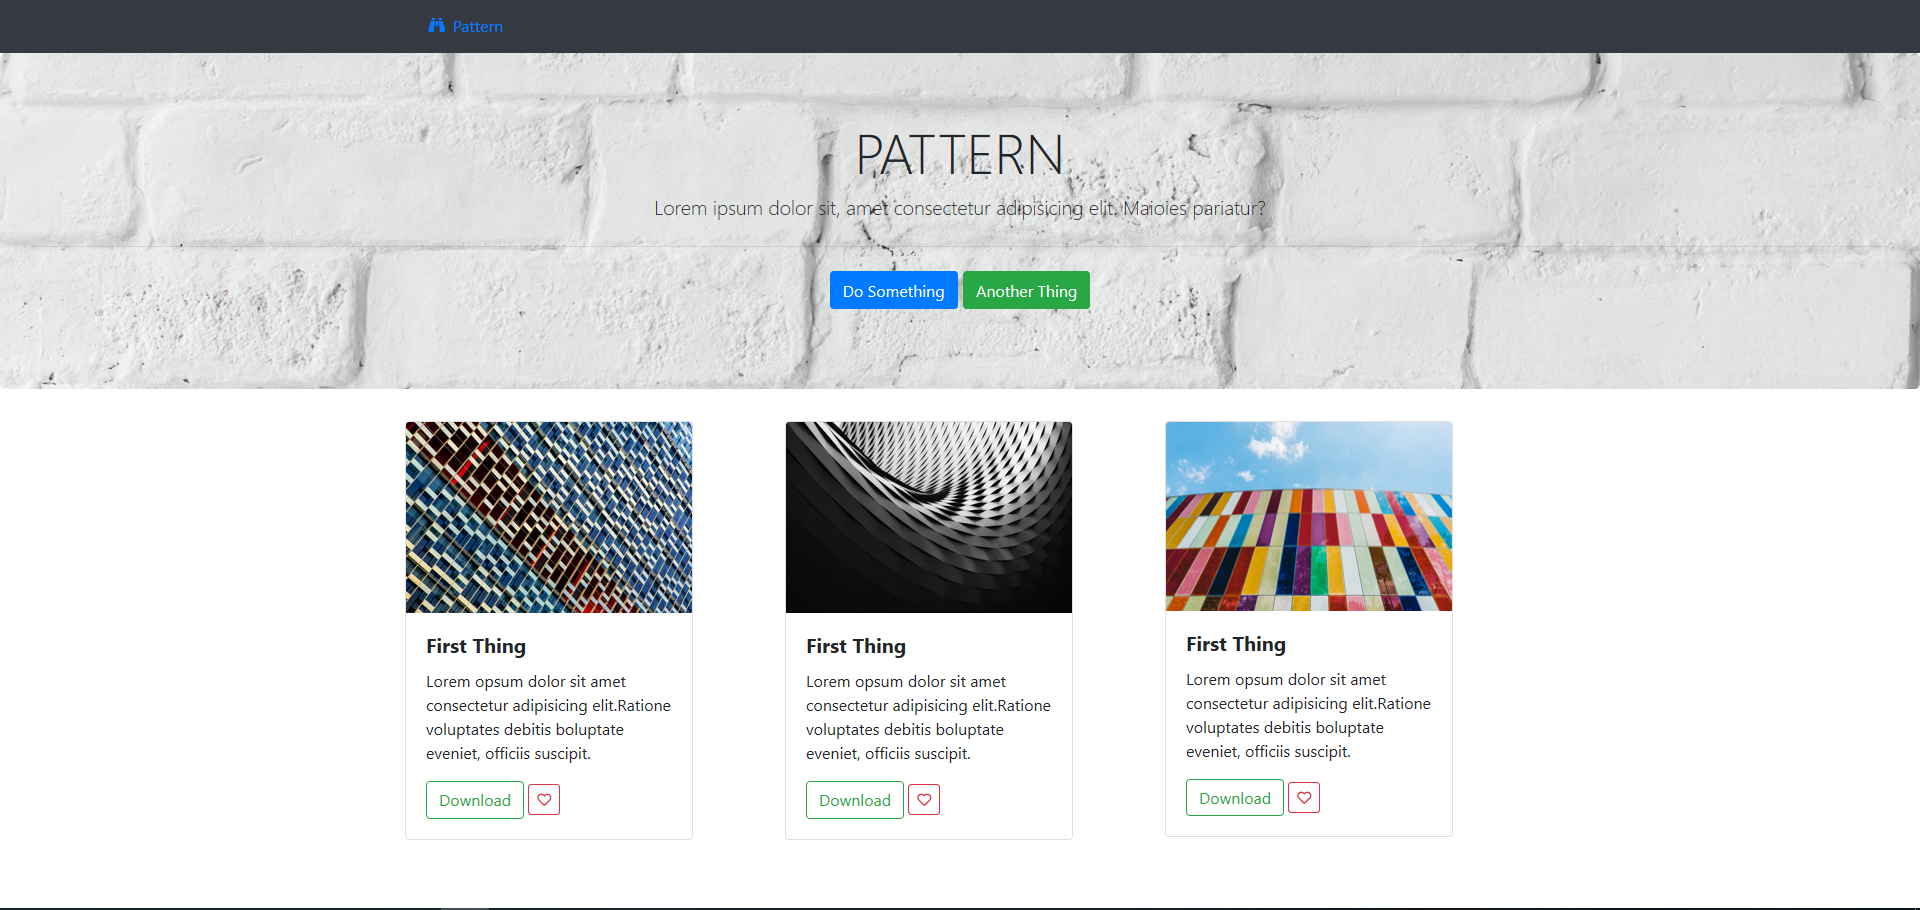 Pattern
PATTERN
Lorem ipsum dolor sit, amet consectetur adipisicing elit. Maioies pariatur?
Do Something
Another Thing
First Thing
Lorem opsum dolor sit amet
consectetur adipisicing elit.Ratione
voluptates debitis boluptate
eveniet, officiis suscipit.
Download
First Thing
Lorem opsum dolor sit amet
consectetur adipisicing elit.Ratione
voluptates debitis boluptate
eveniet, officiis suscipit.
Download
First Thing
Lorem opsum dolor sit amet
consectetur adipisicing elit.Ratione
voluptates debitis boluptate
eveniet, officiis suscipit.
Download